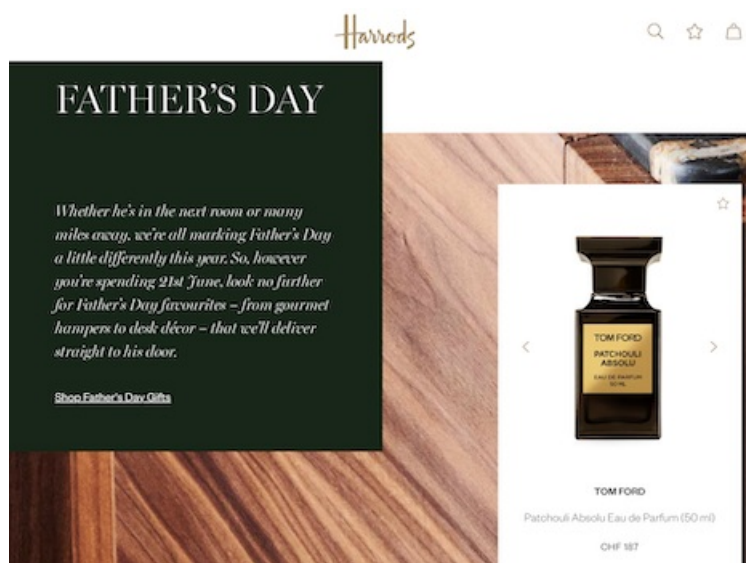 Harrods
FATHER'S DAY
Whether he's in the next room or many
miles away, we're all marking Father's Day
a little differently this year. So, however
you're spending 21st June, look no further
for Father's Day favourites – from gourmet
hampers to desk décor – that we'll deliver
straight to his door.
Shop Father's Day Gifts
TOM FORD
PATCHOULI
ABSOLU
EAU DE PARFUM
50 ML
TOM FORD
Patchouli Absolu Eau de Parfum (50 ml)
CHF 187